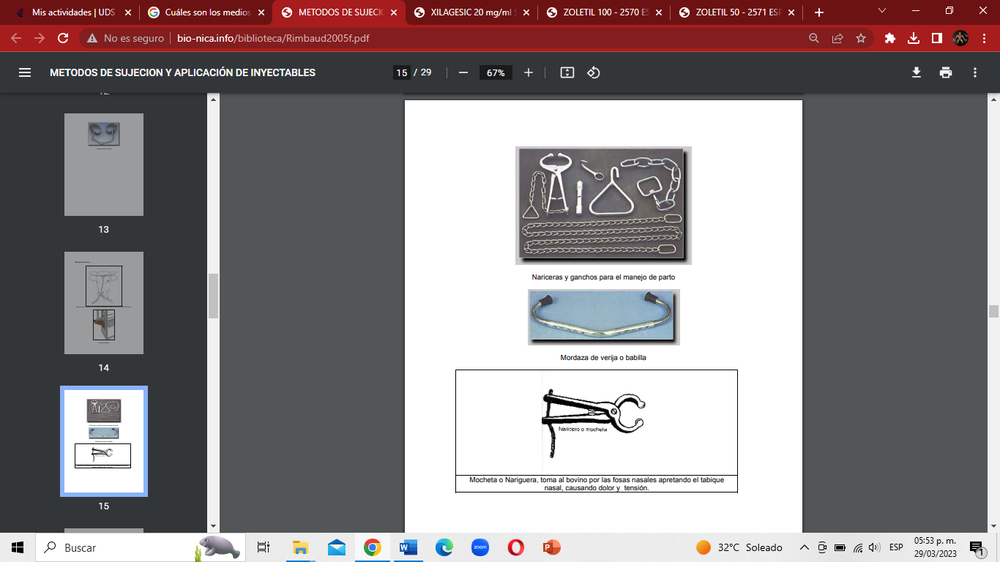 Mis actividades | UDS
Cuáles son los medios
METODOS DE SUJECIÓ
XILAGESIC 20 mg/ml S
ZOLETIL 100 - 2570 ES
ZOLETIL 50 - 2571 ESP
No es seguro
bio-nica.info/biblioteca/Rimbaud2005f.pdf
METODOS DE SUJECION Y APLICACIÓN DE INYECTABLES
15 / 29
67%
12
13
14
15
Nariceras y ganchos para el manejo de parto
Mordaza de verija o babilla
Naricero o mocheta
Mocheta o Nariguera, toma al bovino por las fosas nasales apretando el tabique
nasal, causando dolor y tensión.
Buscar
zoom
32°C Soleado
ESP
05:53 p. m.
29/03/2023
1